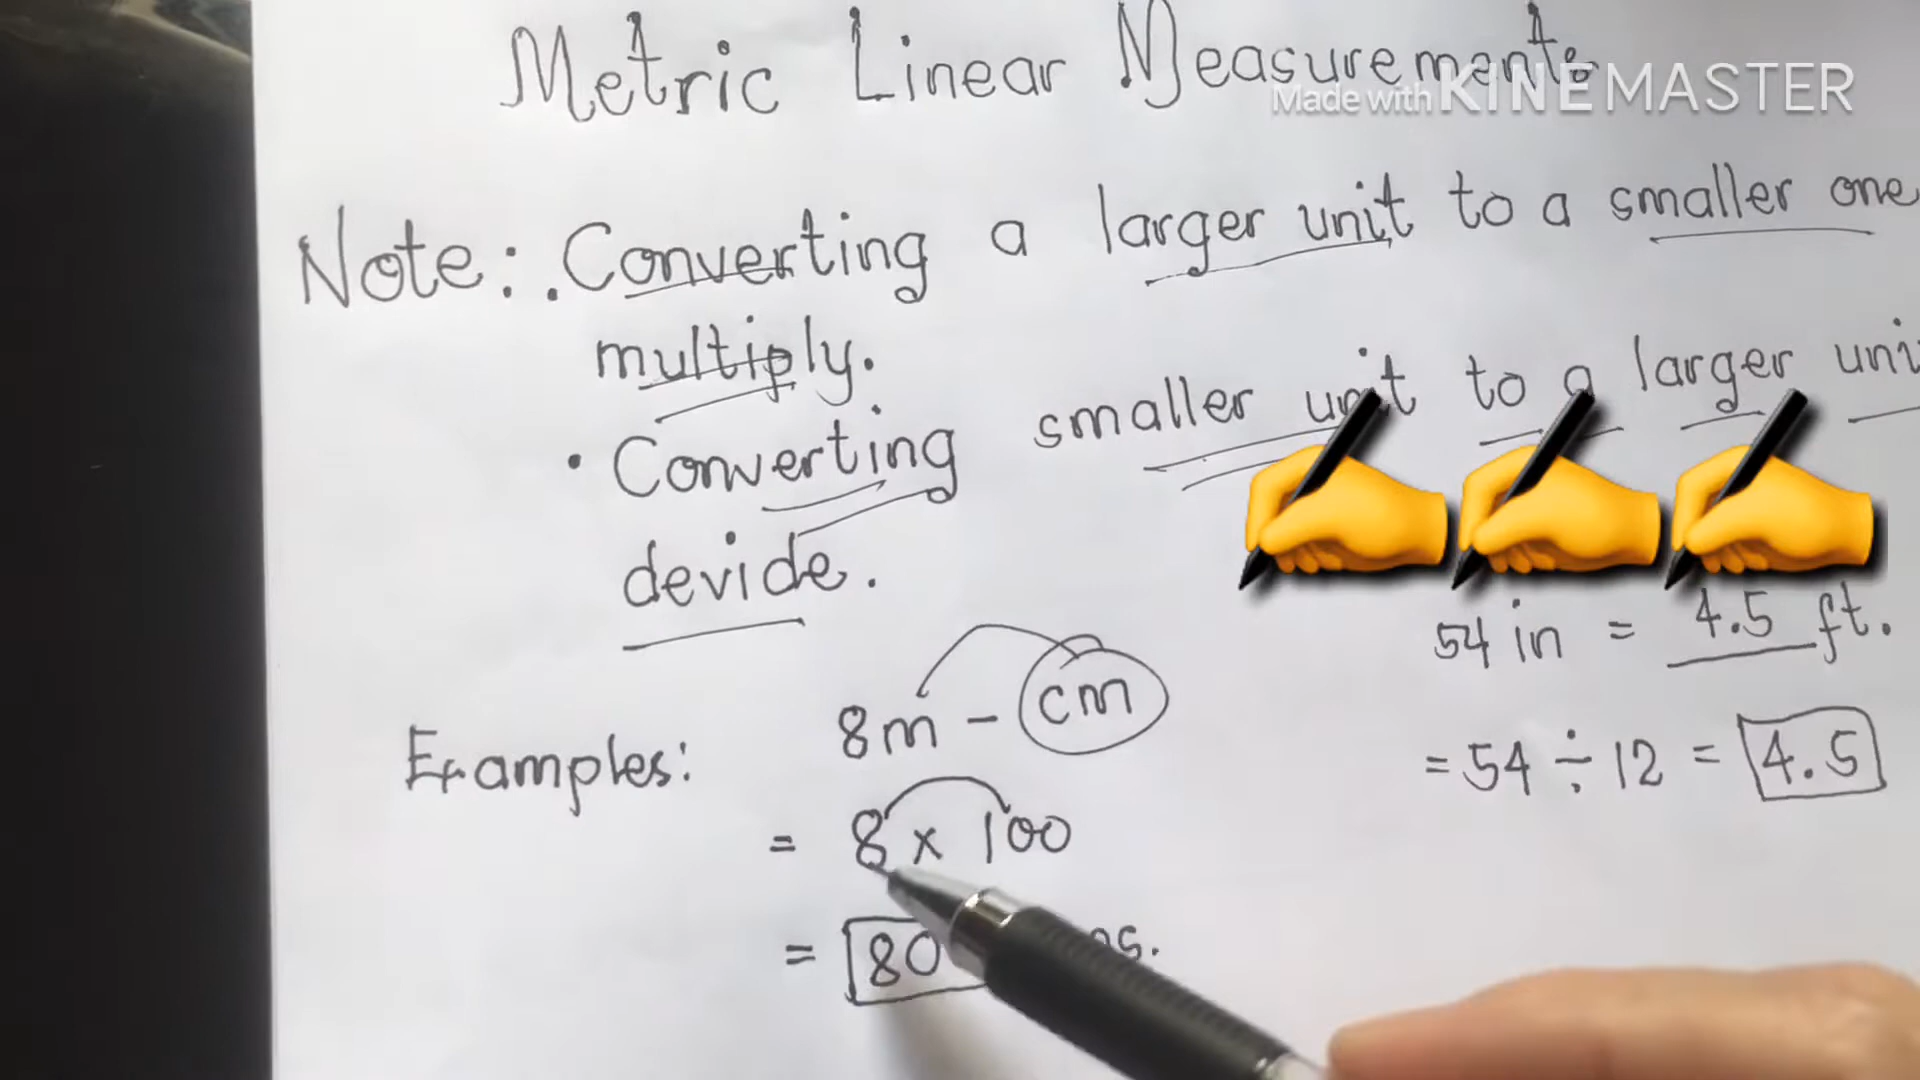 Metric Linear Measurements
Made with KINEMASTER
Note: . Converting a larger unit to a smaller one
multiply.
• Converting smaller unit to a larger
devide.
54 in = 4.5 ft.
Examples: 8m - cm
= 54 ÷ 12 = 4.5
= 8 x 100
= 80